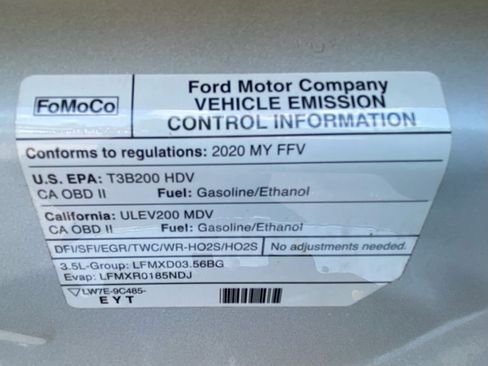 FoMoCo
Ford Motor Company
VEHICLE EMISSION
CONTROL INFORMATION
Conforms to regulations: 2020 MY FFV
U.S. EPA: T3B200 HDV
CA OBD II Fuel: Gasoline/Ethanol
California: ULEV200 MDV
CA OBD II Fuel: Gasoline/Ethanol
DFI/SFI/EGR/TWC/WR-HO2S/HO2S No adjustments needed.
3.5L-Group: LFMXD03.56BG
Evap: LFMXR0185NDJ
LW7E-9C485-
EYT